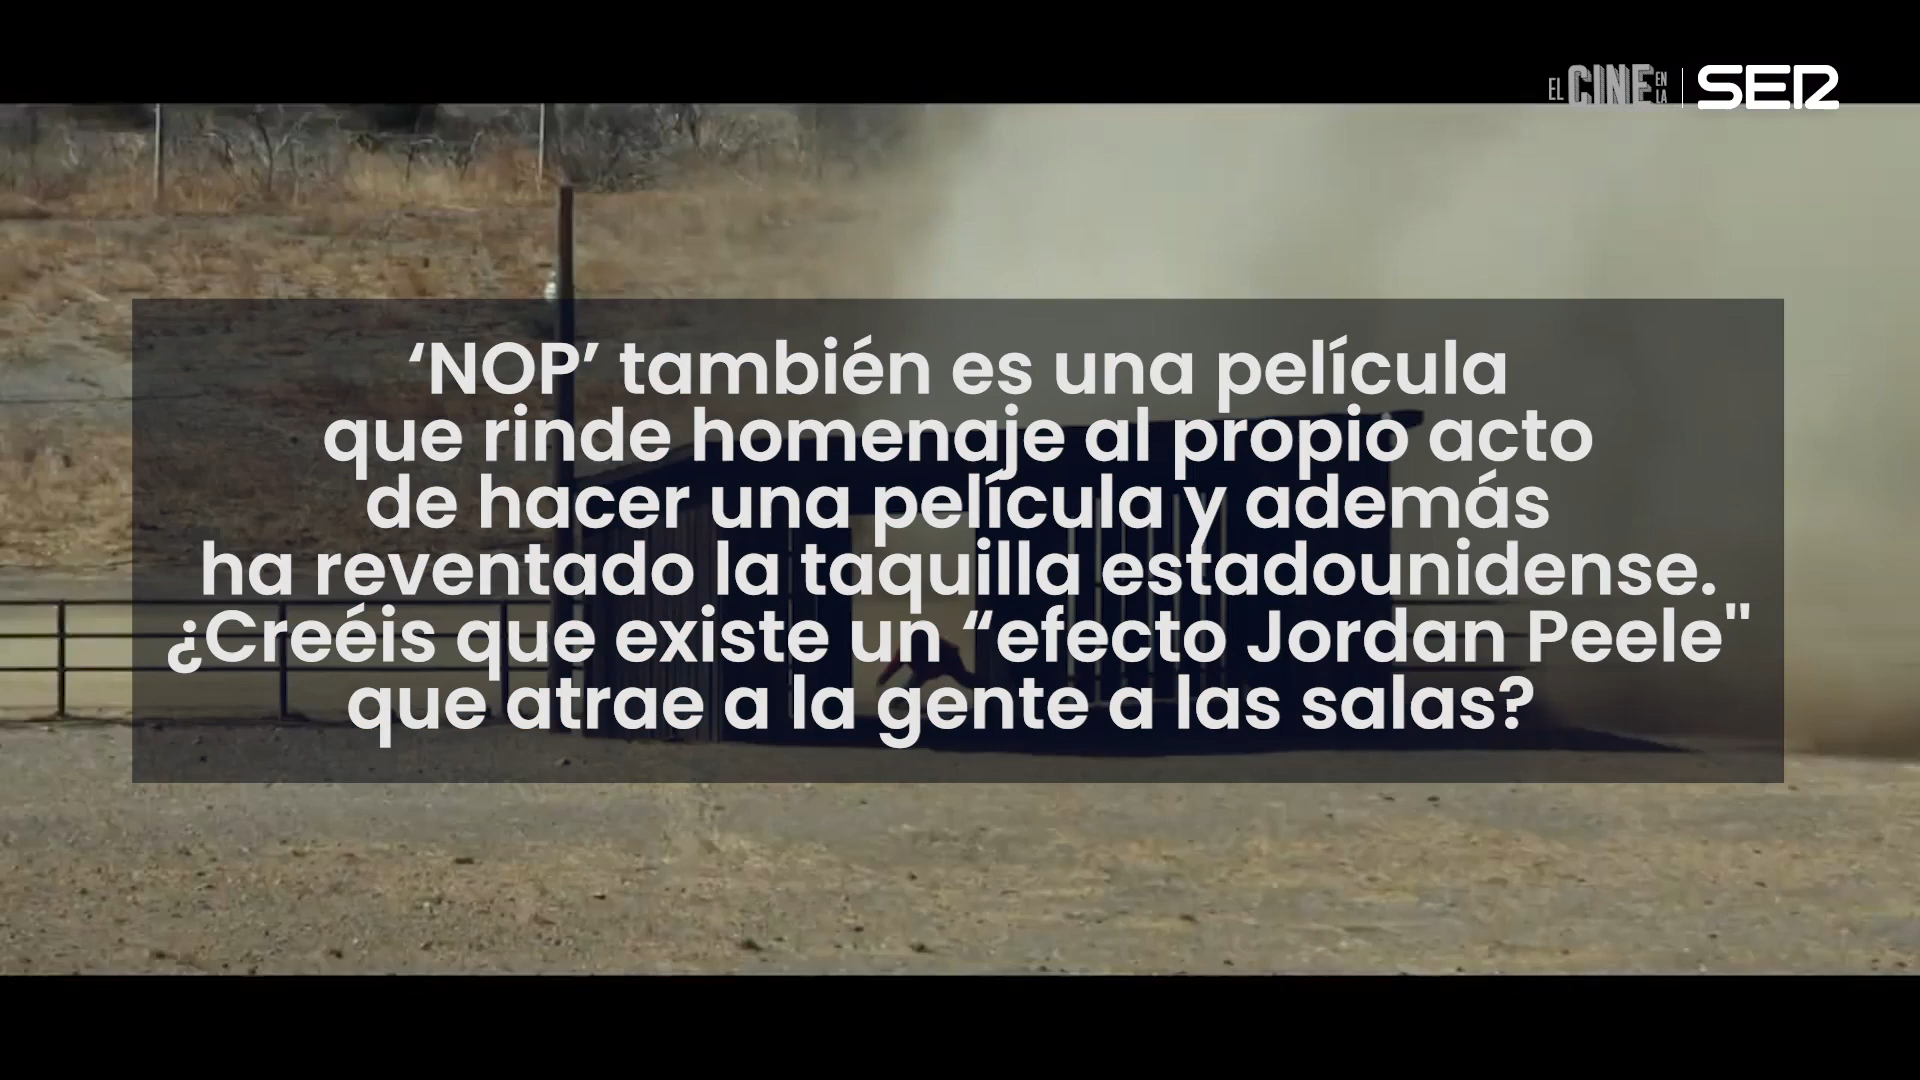 EL CINE EN LA SER
‘NOP’ también es una película
que rinde homenaje al propio acto
de hacer una película y además
ha reventado la taquilla estadounidense.
¿Creéis que existe un “efecto Jordan Peele"
que atrae a la gente a las salas?